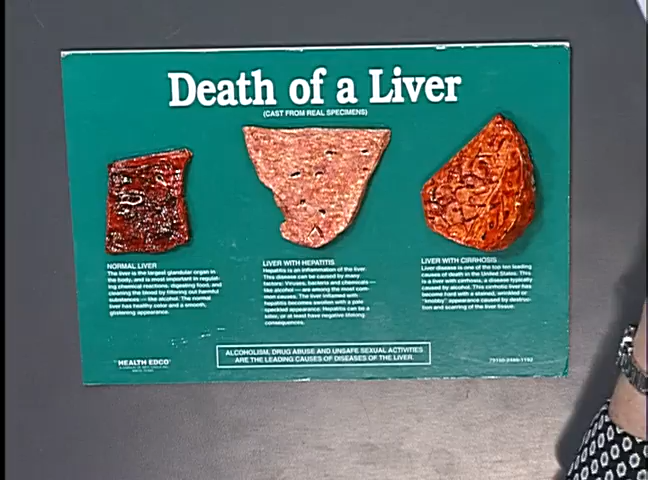 Death of a Liver
(CAST FROM REAL SPECIMENS)
NORMAL LIVER
The liver is the largest glandular organ in
the body, and is most important in regulat-
ing chemical reactions, digesting food, and
cleaning the blood by filtering out harmful
substances — like alcohol. The normal
liver has healthy color and a smooth,
glistening appearance.
LIVER WITH HEPATITIS
Hepatitis is an inflammation of the liver.
This disease can be caused by many
factors: Viruses, bacteria and chemicals —
like alcohol — are among the most com-
mon causes. The liver inflamed with
hepatitis becomes swollen with a pale
speckled appearance. Hepatitis can be a
killer, or at least have negative lifelong
consequences.
LIVER WITH CIRRHOSIS
Liver disease is one of the top ten leading
causes of death in the United States. This
is a liver with cirrhosis, a disease typically
caused by alcohol. This cirrhotic liver has
become hard with a stoned, wrinkled or
"knobby" appearance caused by destruc-
tion and scarring of the liver tissue.
ALCOHOLISM, DRUG ABUSE AND UNSAFE SEXUAL ACTIVITIES
ARE THE LEADING CAUSES OF DISEASES OF THE LIVER.
HEALTH EDCO